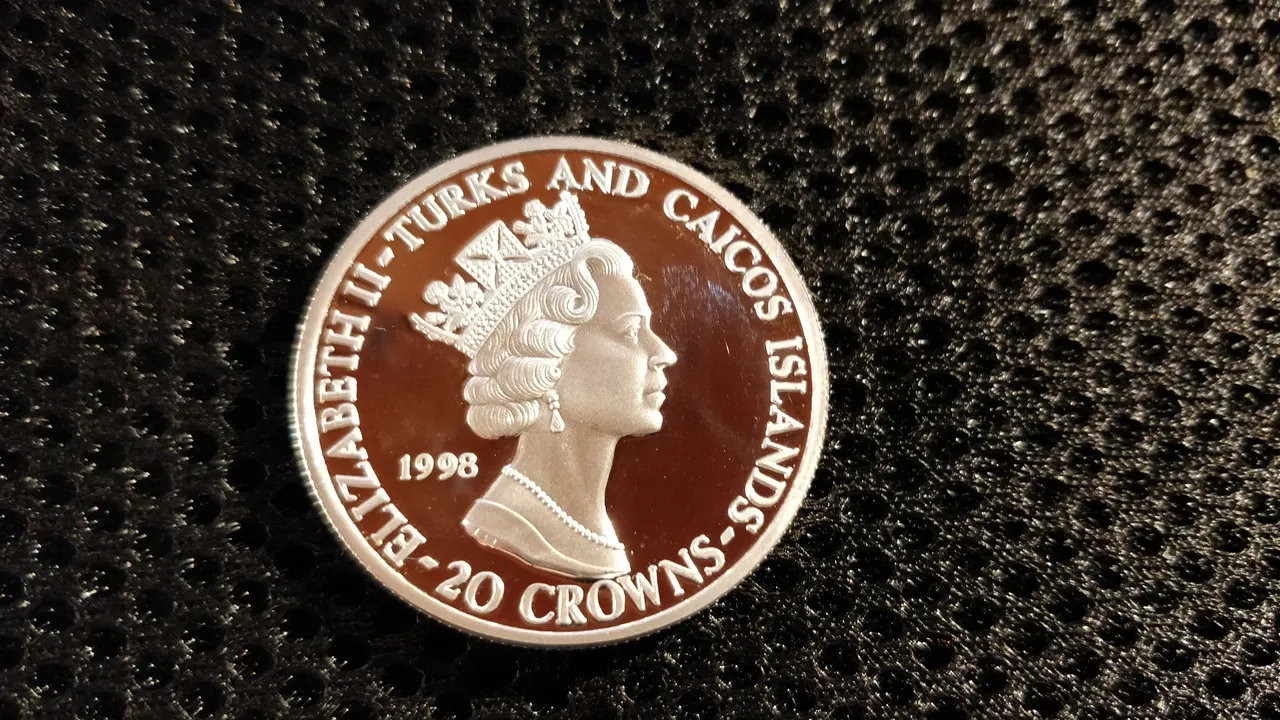 ELIZABETH II - TURKS AND CAICOS ISLANDS - 20 CROWNS -
1998